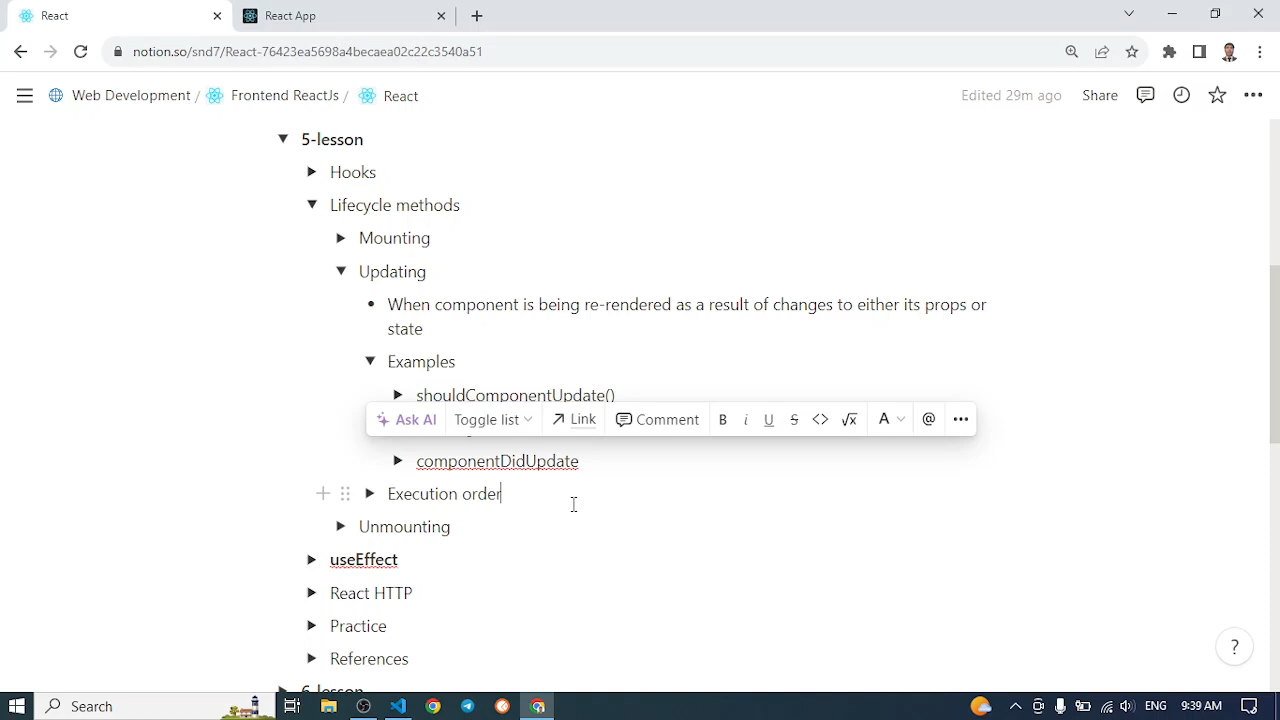 React
React App
notion.so/snd7/React-76423ea5698a4becaea02c22c3540a51
Web Development / Frontend ReactJs / React
Edited 29m ago
Share
5-lesson
Hooks
Lifecycle methods
Mounting
Updating
When component is being re-rendered as a result of changes to either its props or
state
Examples
shouldComponentUpdate()
Ask AI Toggle list Link Comment B i U S <> √x A @ •••
componentDidUpdate
Execution order
Unmounting
useEffect
React HTTP
Practice
References
6-lesson
?
Search
ENG 9:39 AM